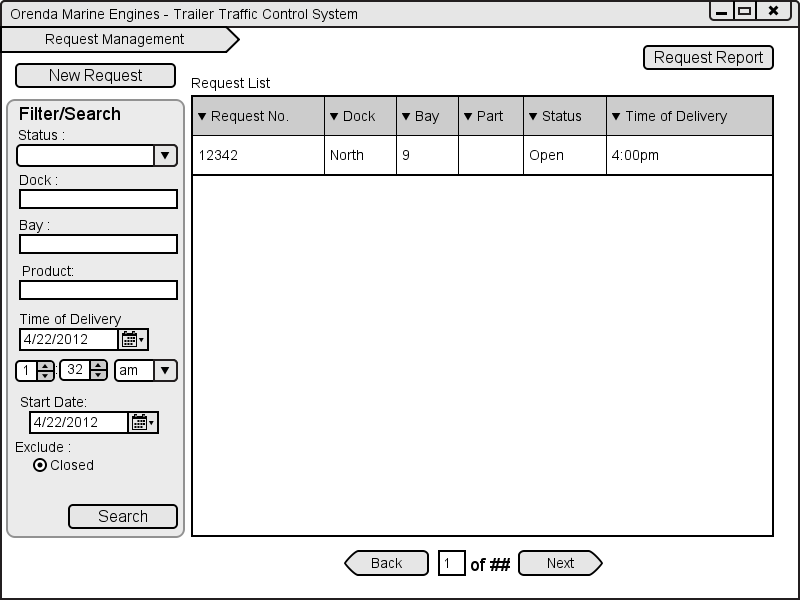 Orenda Marine Engines - Trailer Traffic Control System
Request Management
Request Report
New Request
Request List
Filter/Search
Status :
Dock :
Bay :
Product:
Time of Delivery
4/22/2012
1 : 32 am
Start Date:
4/22/2012
Exclude :
Closed
Search
Request No. Dock Bay Part Status Time of Delivery
12342 North 9 Open 4:00pm
Back 1 of ## Next